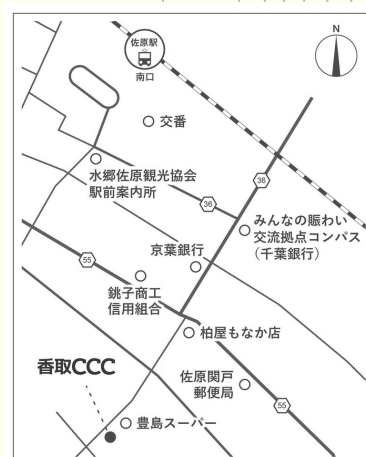 佐原駅
南口
N
交番
水郷佐原観光協会
駅前案内所
36
36
みんなの賑わい
交流拠点コンパス
（千葉銀行）
京葉銀行
55
銚子商工
信用組合
柏屋もなか店
香取CCC
佐原関戸
郵便局
55
豊島スーパー